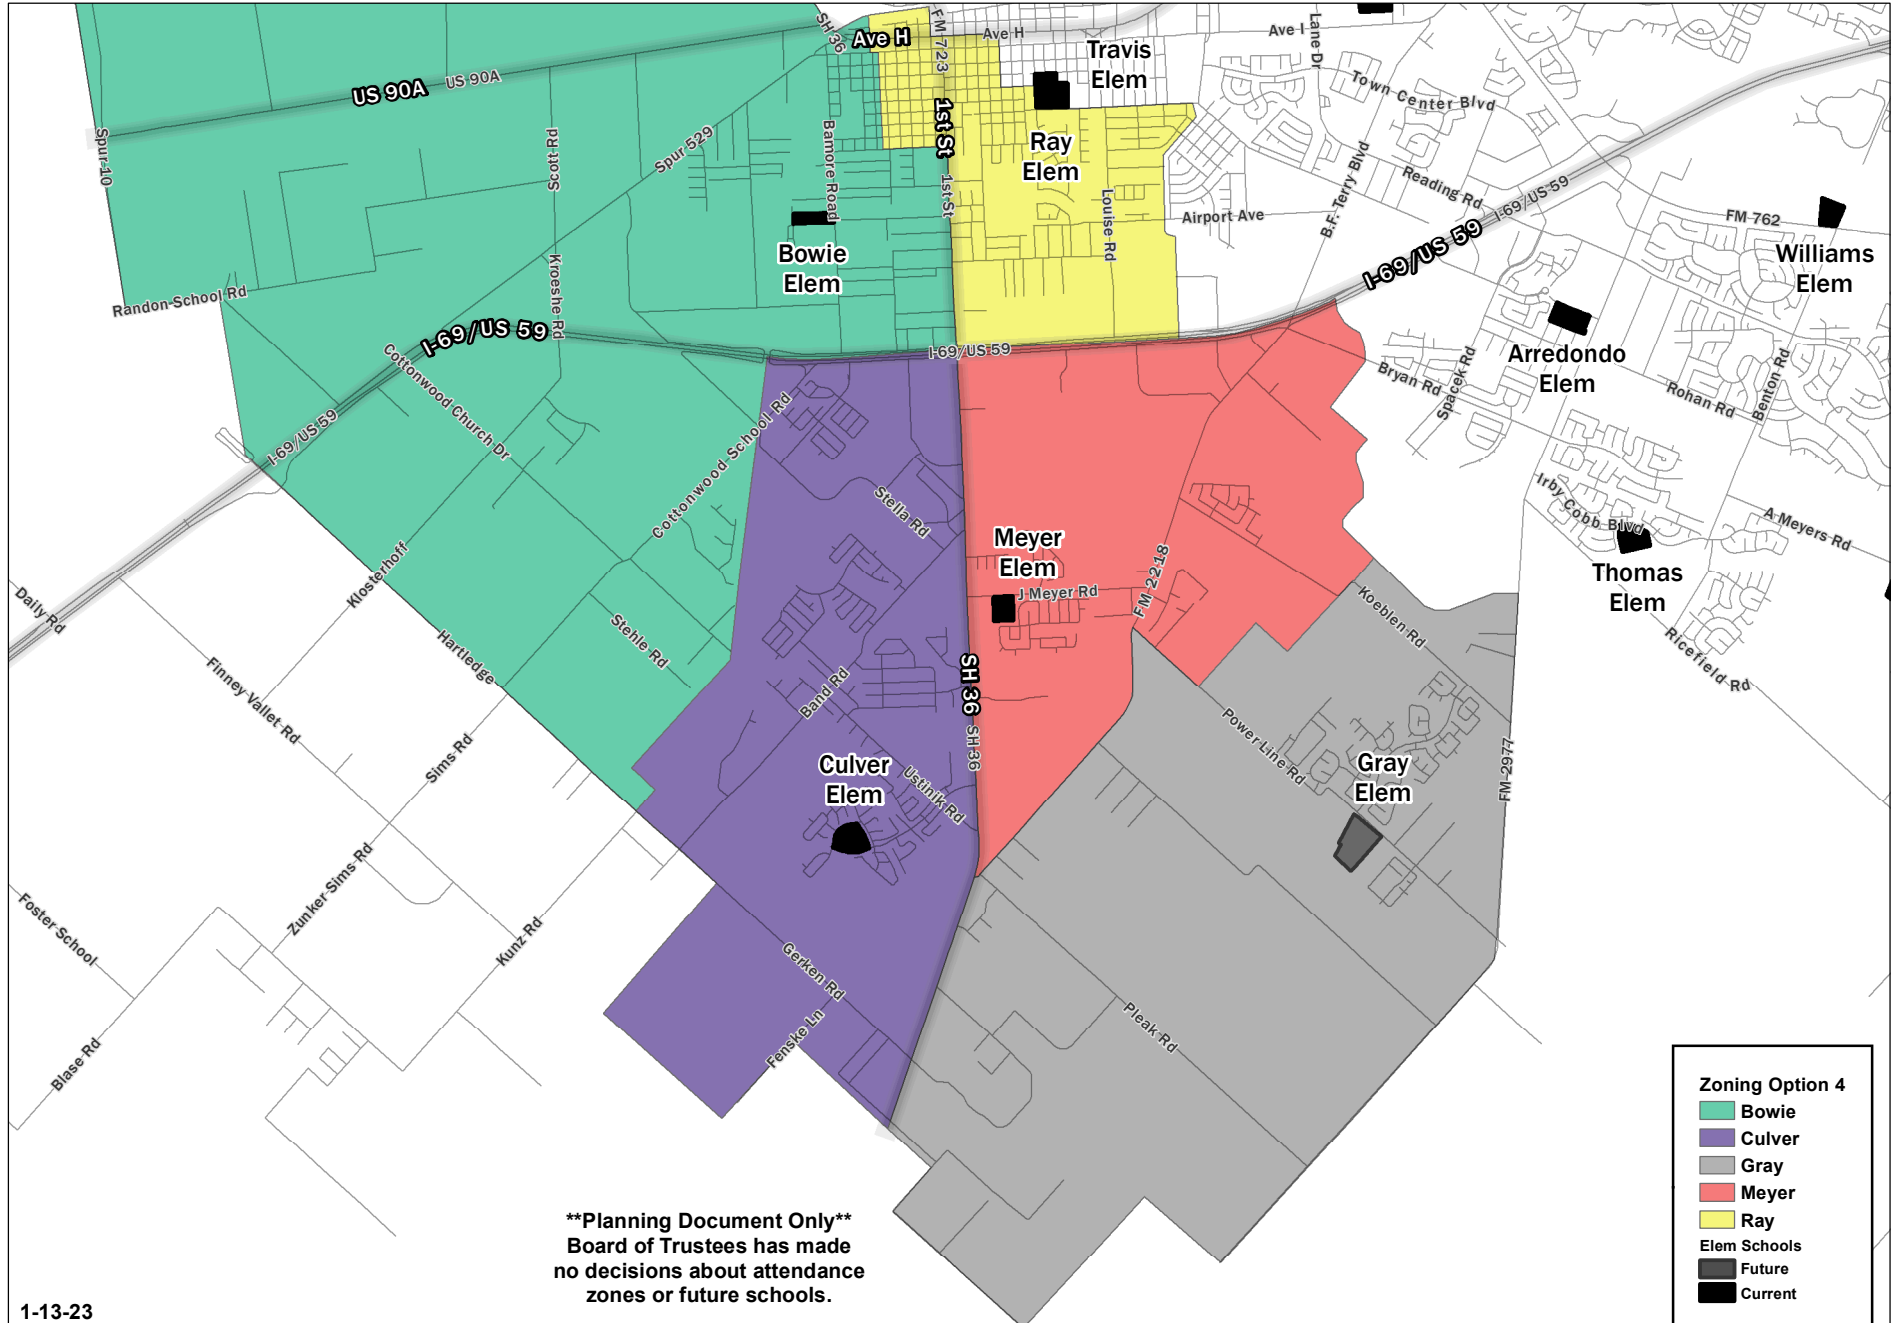 SH 36
Ave H
FM 723
Ave H
Travis
Elem
Ave I
Lane Dr
Town Center Blvd
US 90A
US 90A
Spur 10
Scott Rd
Spur 529
Bamore Road
1st St
1st St
Ray
Elem
Louise Rd
Airport Ave
B.F. Terry Blvd
Reading Rd
I-69/US 59
I-69/US 59
FM 762
Williams
Elem
Bowie
Elem
Randon School Rd
Kroeshe Rd
I-69/US 59
I-69/US 59
Cottonwood Church Dr
I-69/US 59
Cottonwood School Rd
Arredondo
Elem
Bryan Rd
Spacek Rd
Rohan Rd
Benton Rd
Stella Rd
Irby Cobb Blvd
A Meyers Rd
Thomas
Elem
Ricefield Rd
Meyer
Elem
J Meyer Rd
FM 2218
Koeblen Rd
Klosterhoff
Daily Rd
Stehle Rd
Hartledge
Finney Vallet Rd
Sims Rd
Band Rd
SH 36
SH 36
Power Line Rd
FM 2977
Culver
Elem
Ustinik Rd
Gray
Elem
Foster School
Zunker Sims Rd
Kunz Rd
Gerken Rd
Fenske Ln
Pleak Rd
Blase Rd
**Planning Document Only**
Board of Trustees has made
no decisions about attendance
zones or future schools.
1-13-23
Zoning Option 4
Bowie
Culver
Gray
Meyer
Ray
Elem Schools
Future
Current